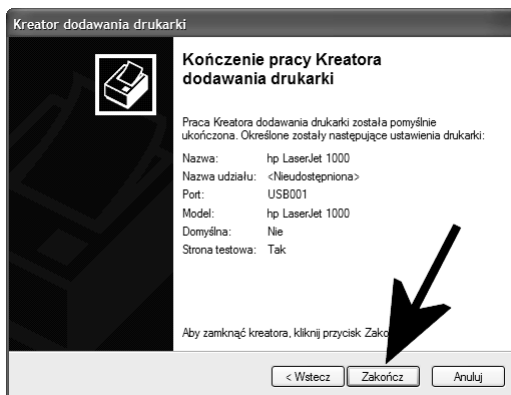 Kreator dodawania drukarki
Kończenie pracy Kreatora
dodawania drukarki
Praca Kreatora dodawania drukarki została pomyślnie
ukończona. Określone zostały następujące ustawienia drukarki:
Nazwa: hp LaserJet 1000
Nazwa udziału: <Nieudostępniona>
Port: USB001
Model: hp LaserJet 1000
Domyślna: Nie
Strona testowa: Tak
Aby zamknąć kreatora, kliknij przycisk
< Wstecz Zakończ Anuluj